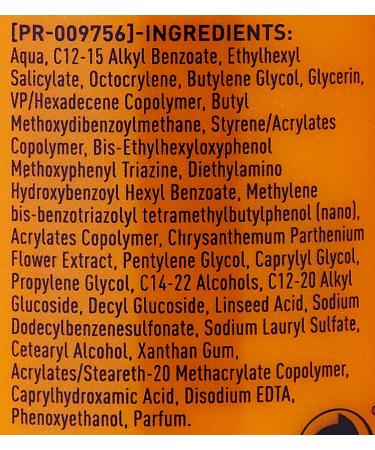 [PR-009756]-INGREDIENTS:
Aqua, C12-15 Alkyl Benzoate, Ethylhexyl
Salicylate, Octocrylene, Butylene Glycol, Glycerin,
VP/Hexadecene Copolymer, Butyl
Methoxydibenzoylmethane, Styrene/Acrylates
Copolymer, Bis-Ethylhexyloxyphenol
Methoxyphenyl Triazine, Diethylamino
Hydroxybenzoyl Hexyl Benzoate, Methylene
bis-benzotriazolyl tetramethylbutylphenol (nano),
Acrylates Copolymer, Chrysanthemum Parthenium
Flower Extract, Pentylene Glycol, Caprylyl Glycol,
Propylene Glycol, C14-22 Alcohols, C12-20 Alkyl
Glucoside, Decyl Glucoside, Linseed Acid, Sodium
Dodecylbenzenesulfonate, Sodium Lauryl Sulfate,
Cetearyl Alcohol, Xanthan Gum,
Acrylates/Steareth-20 Methacrylate Copolymer,
Caprylhydroxamic Acid, Disodium EDTA,
Phenoxyethanol, Parfum.